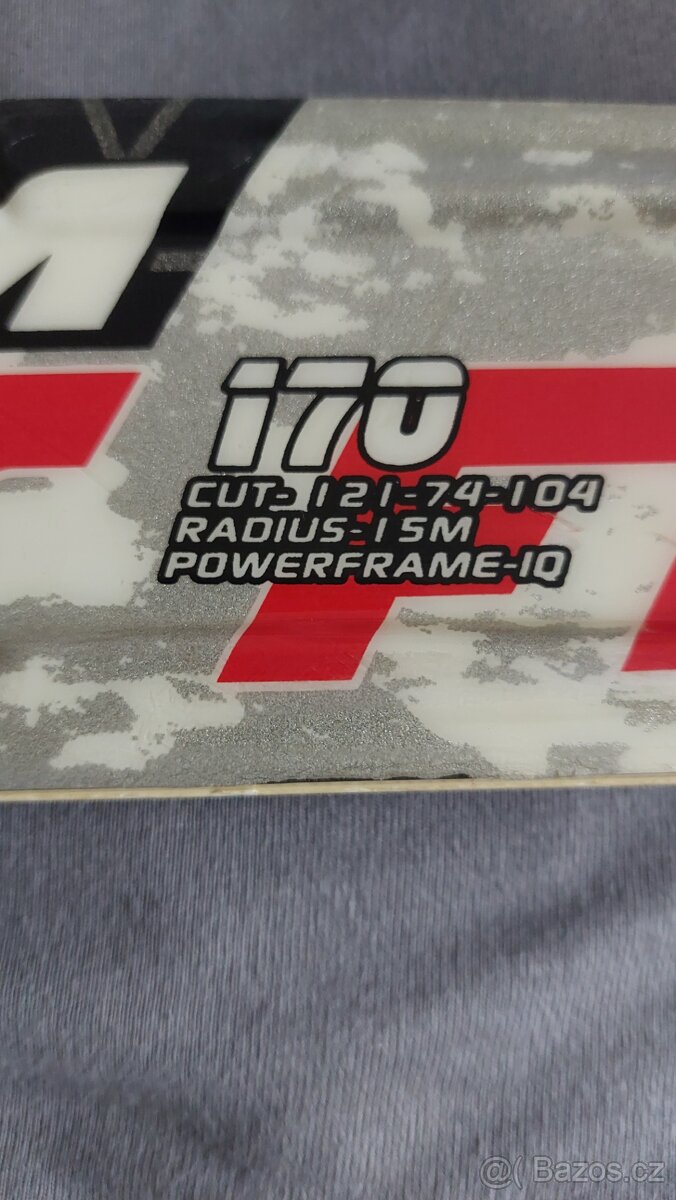 M
170
CUT- 121-74-104
RADIUS-15M
POWERFRAME-IQ
@( Bazos.cz